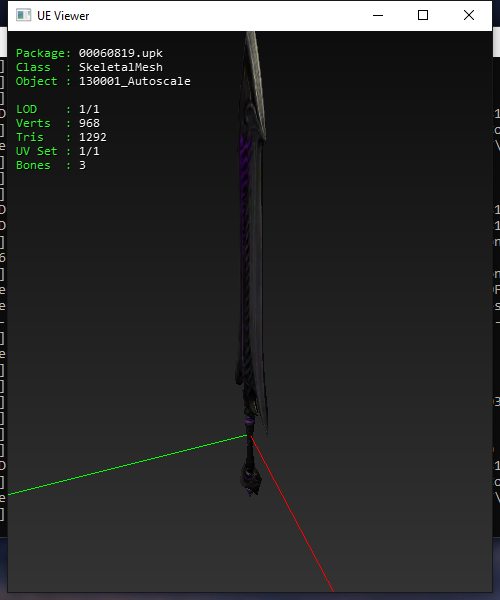 UE Viewer
Package: 00060819.upk
Class : SkeletalMesh
Object : 130001_Autoscale
LOD : 1/1
Verts : 968
Tris : 1292
UV Set : 1/1
Bones : 3